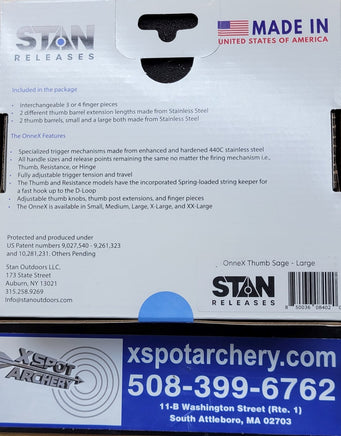 STAN
RELEASES
MADE IN
UNITED STATES OF AMERICA
Included in the package
• Interchangeable 3 or 4 finger pieces
• 2 different thumb barrel extension lengths made from Stainless Steel
• 2 thumb barrels, small and a large both made from Stainless Steel
The OnneX Features
• Specialized trigger mechanisms made from enhanced and hardened 440C stainless steel
• All handle sizes and release points remaining the same no matter the firing mechanism i.e.,
Thumb, Resistance, or Hinge
• Fully adjustable trigger tension and travel
• The Thumb and Resistance models have the incorporated Spring-loaded string keeper for
a fast hook up to the D-Loop
• Adjustable thumb knobs, thumb post extensions, and finger pieces
• The OnneX is available in Small, Medium, Large, X-Large, and XX-Large
Protected and produced under
US Patent numbers 9,027,540 - 9,261,323
and 10,281,231. Others Pending
Stan Outdoors LLC.
173 State Street
Auburn, NY 13021
315.258.9269
Info@stanoutdoors.com
OnneX Thumb Sage - Large
STAN
RELEASES
8 50036 08402
XSPOT
ARCHERY
xspotarchery.com
508-399-6762
11-B Washington Street (Rte. 1)
South Attleboro, MA 02703